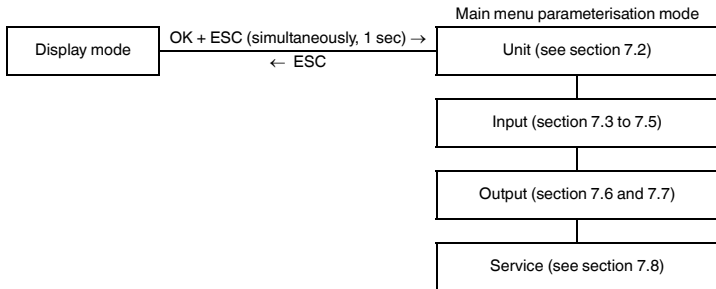 Main menu parameterisation mode
Display mode
OK + ESC (simultaneously, 1 sec) →
← ESC
Unit (see section 7.2)
Input (section 7.3 to 7.5)
Output (section 7.6 and 7.7)
Service (see section 7.8)